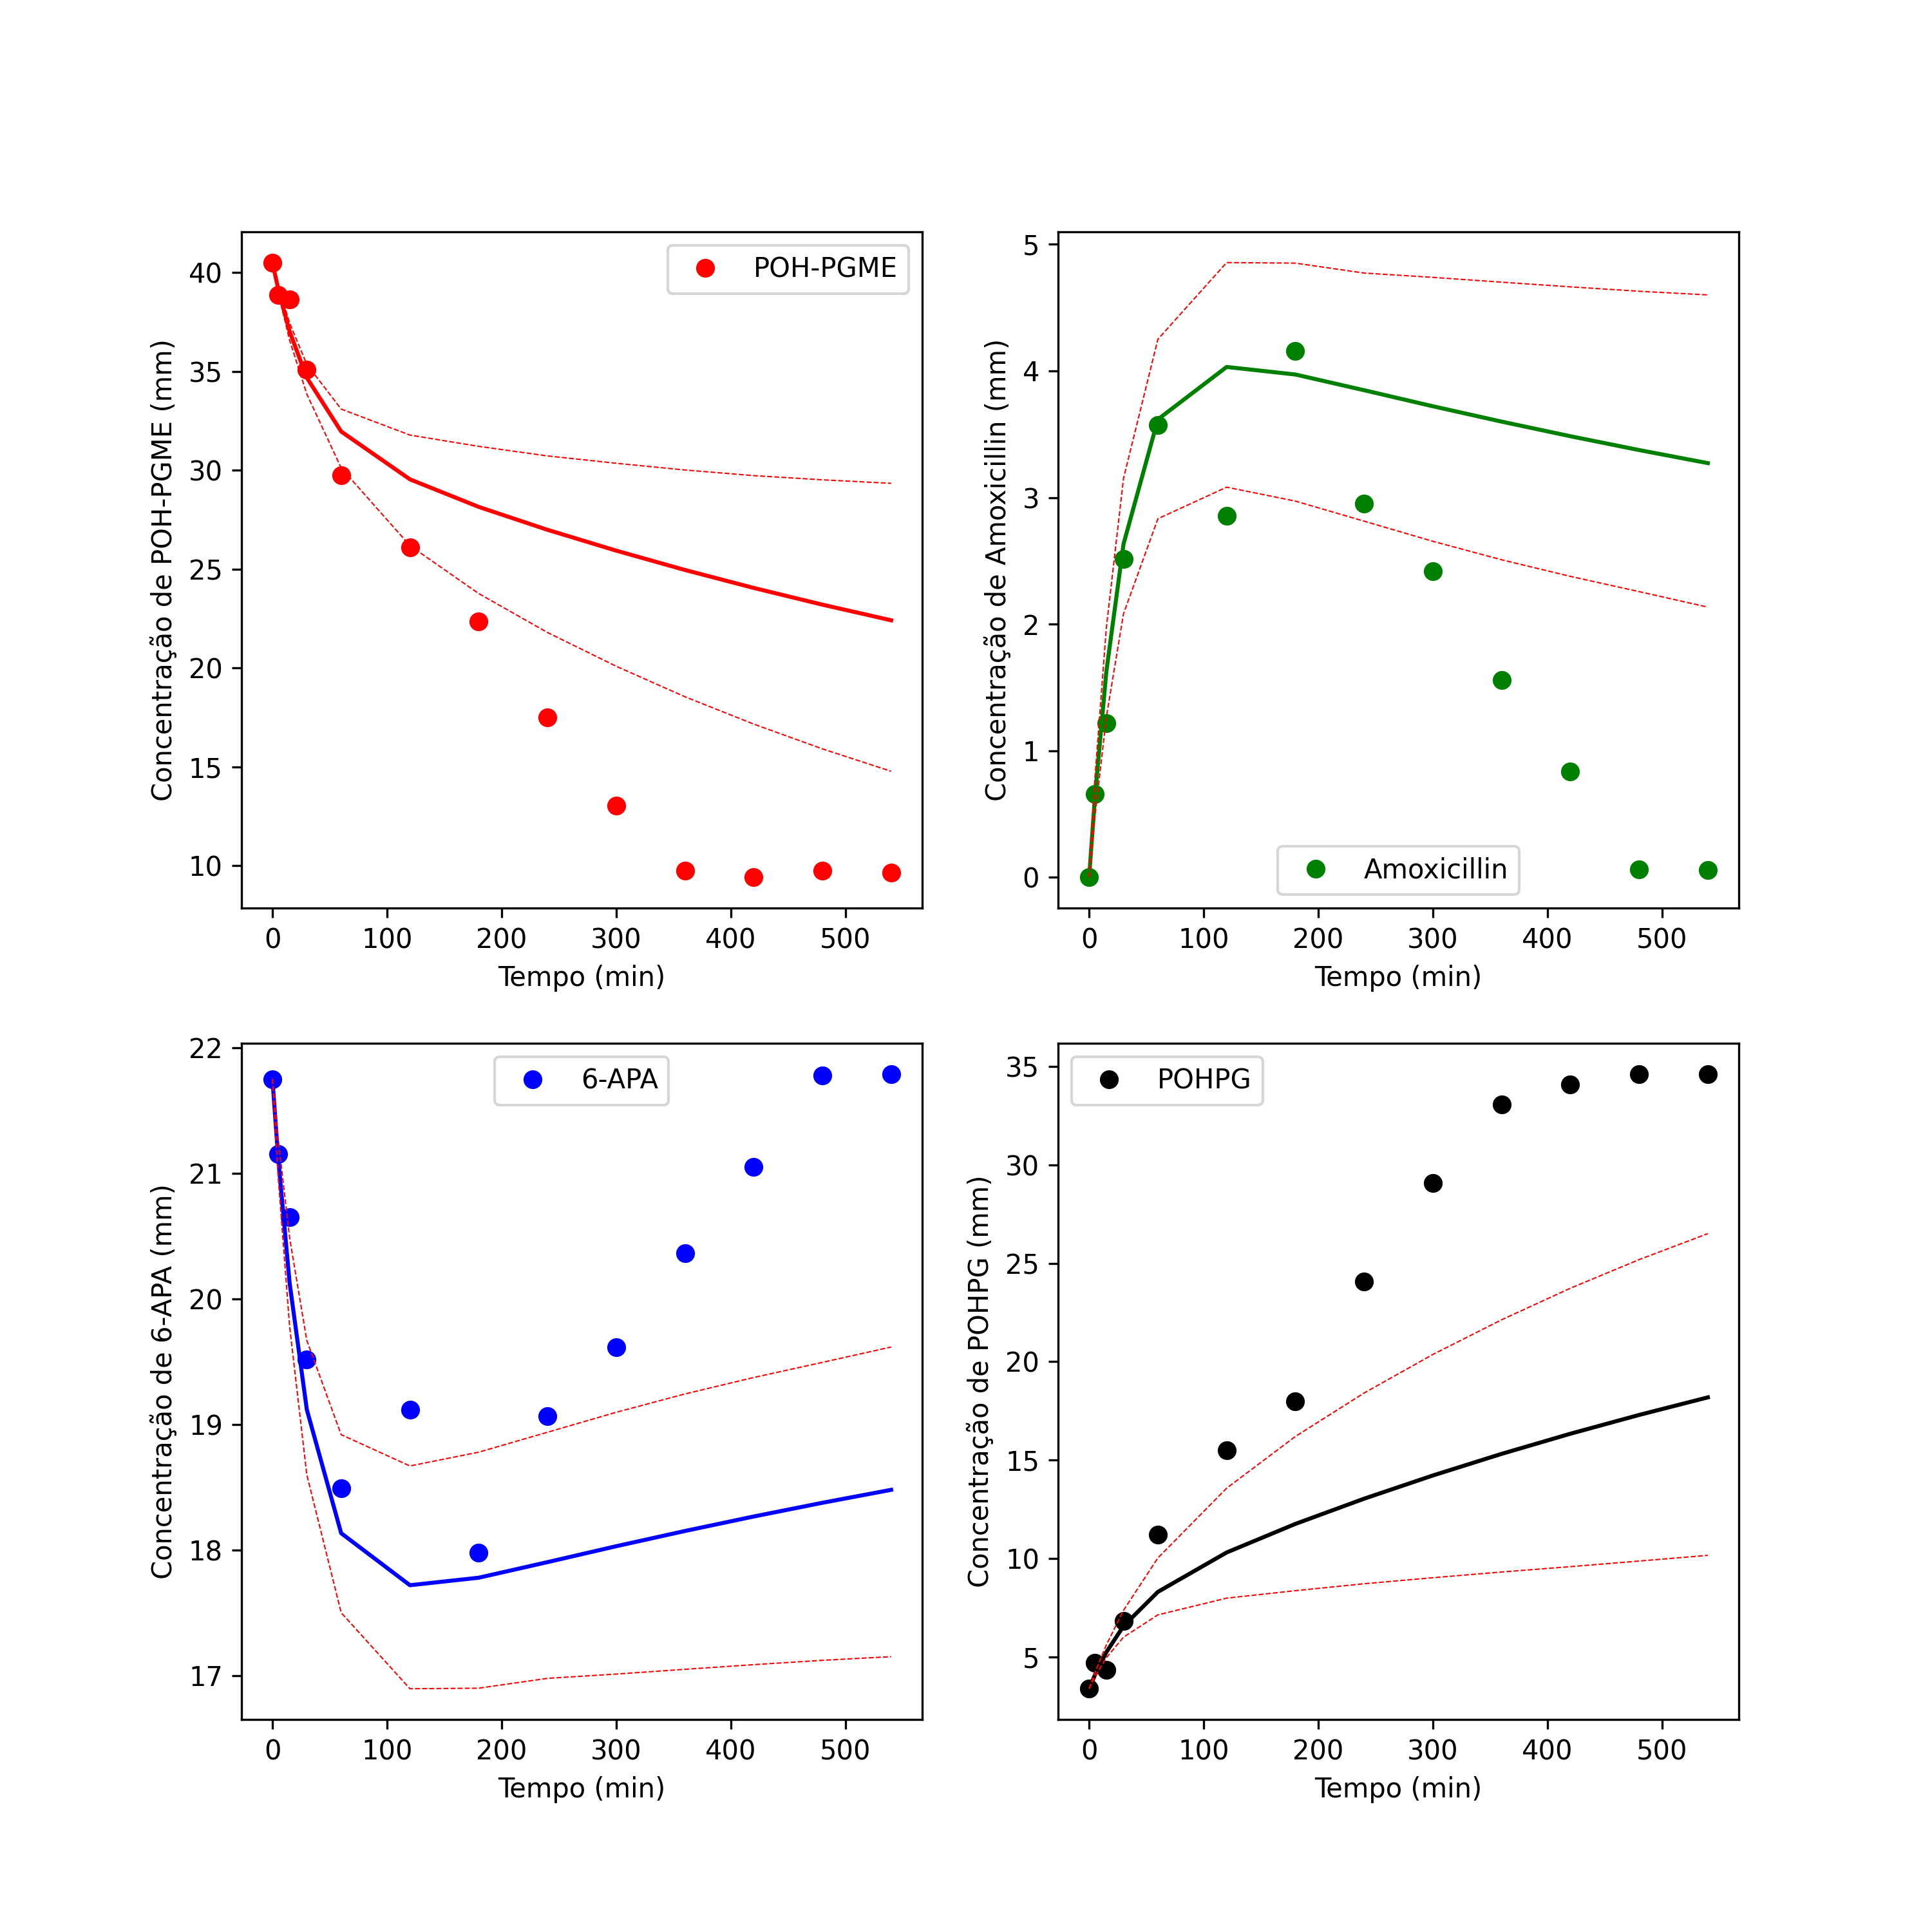 POH-PGME
Concentração de POH-PGME (mm)
40
35
30
25
20
15
10
0 100 200 300 400 500
Tempo (min)
Amoxicillin
Concentração de Amoxicillin (mm)
5
4
3
2
1
0
0 100 200 300 400 500
Tempo (min)
6-APA
Concentração de 6-APA (mm)
22
21
20
19
18
17
0 100 200 300 400 500
Tempo (min)
POHPG
Concentração de POHPG (mm)
35
30
25
20
15
10
5
0 100 200 300 400 500
Tempo (min)